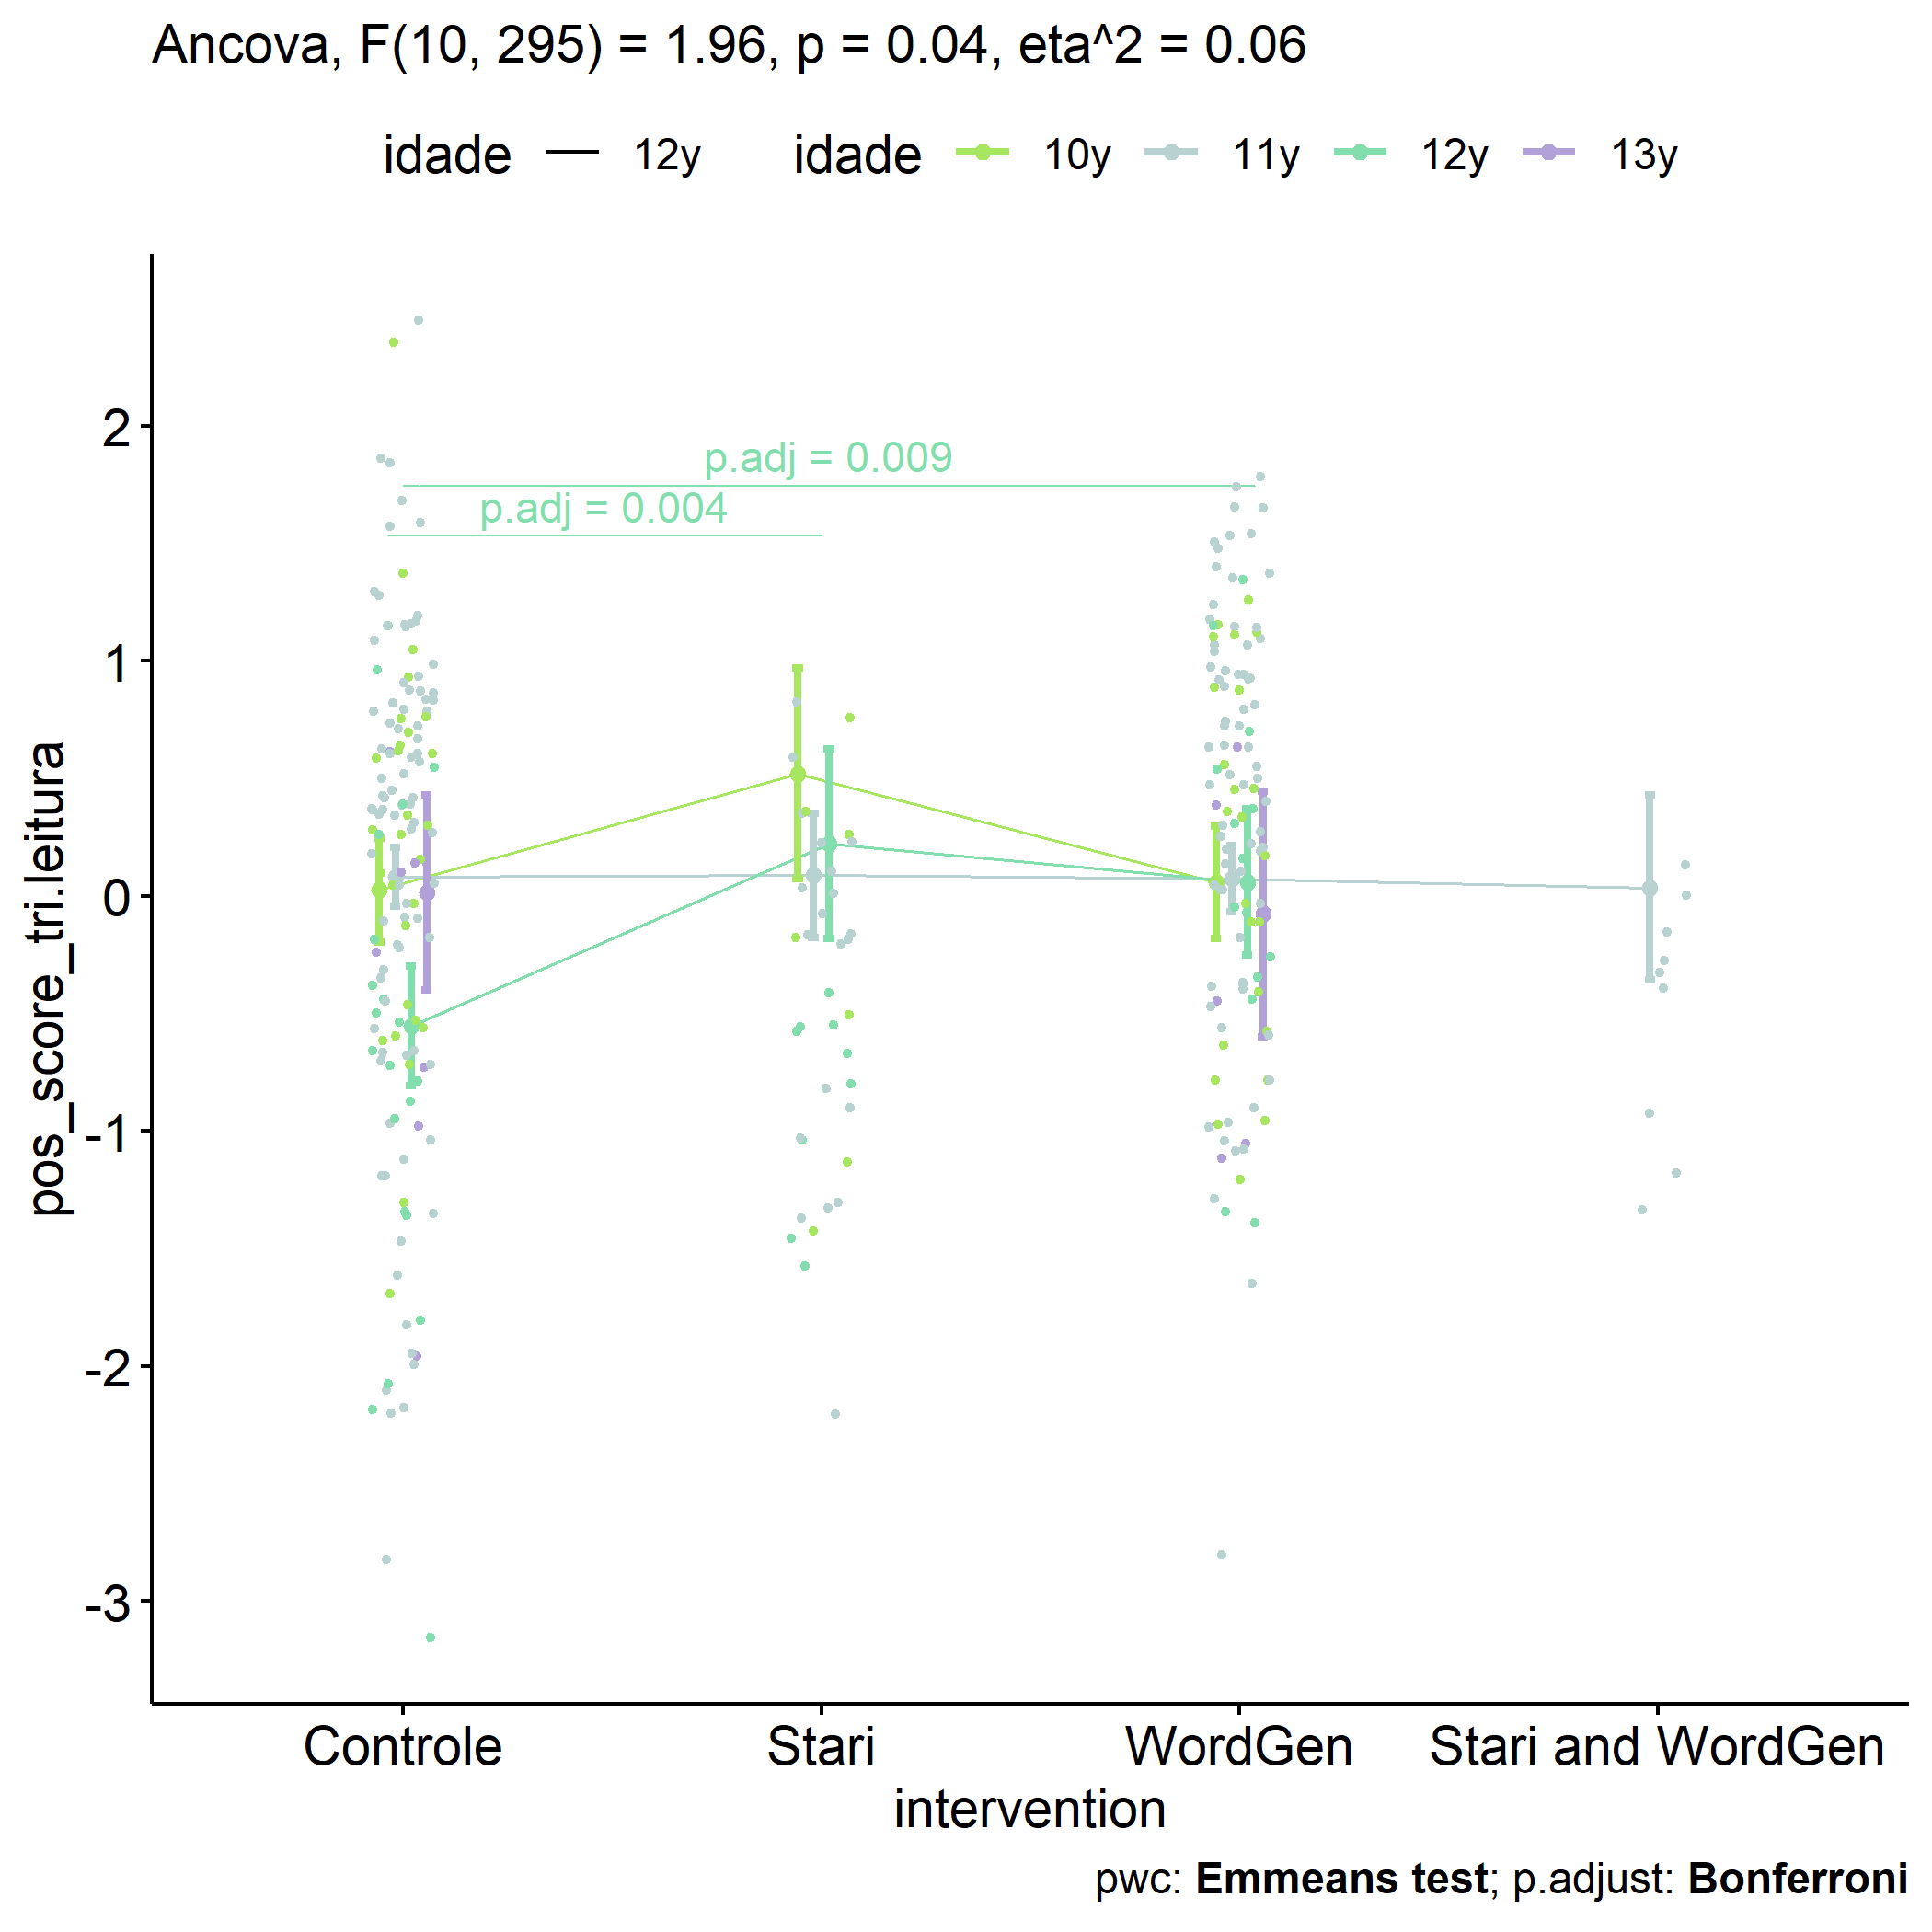 Ancova, F(10, 295) = 1.96, p = 0.04, eta^2 = 0.06
idade 12y idade 10y 11y 12y 13y
pos_score_tri.leitura
2
1
0
-1
-2
-3
p.adj = 0.009
p.adj = 0.004
Controle Stari WordGen Stari and WordGen
intervention
pwc: Emmeans test; p.adjust: Bonferroni